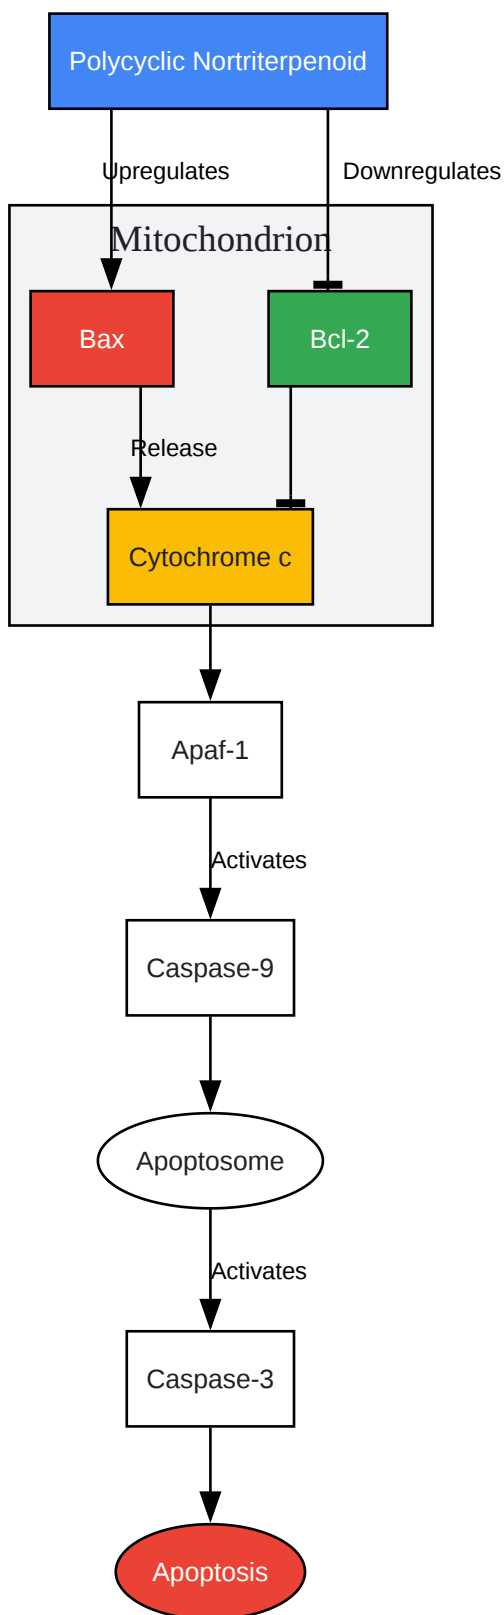 Polycyclic Nortriterpenoid
Upregulates
Downregulates
Mitochondrion
Bax
Bcl-2
Release
Cytochrome c
Apaf-1
Activates
Caspase-9
Apoptosome
Activates
Caspase-3
Apoptosis